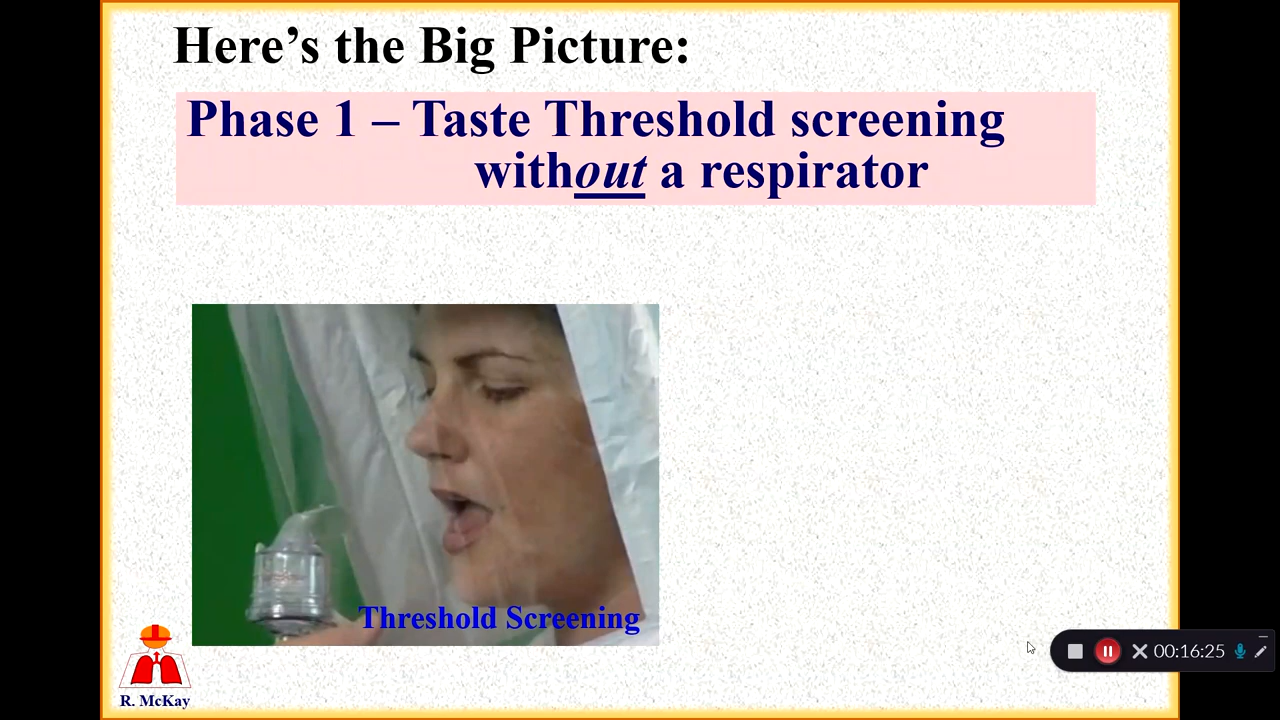 Here’s the Big Picture:
Phase 1 – Taste Threshold screening
without a respirator
Threshold Screening
R. McKay
00:16:25